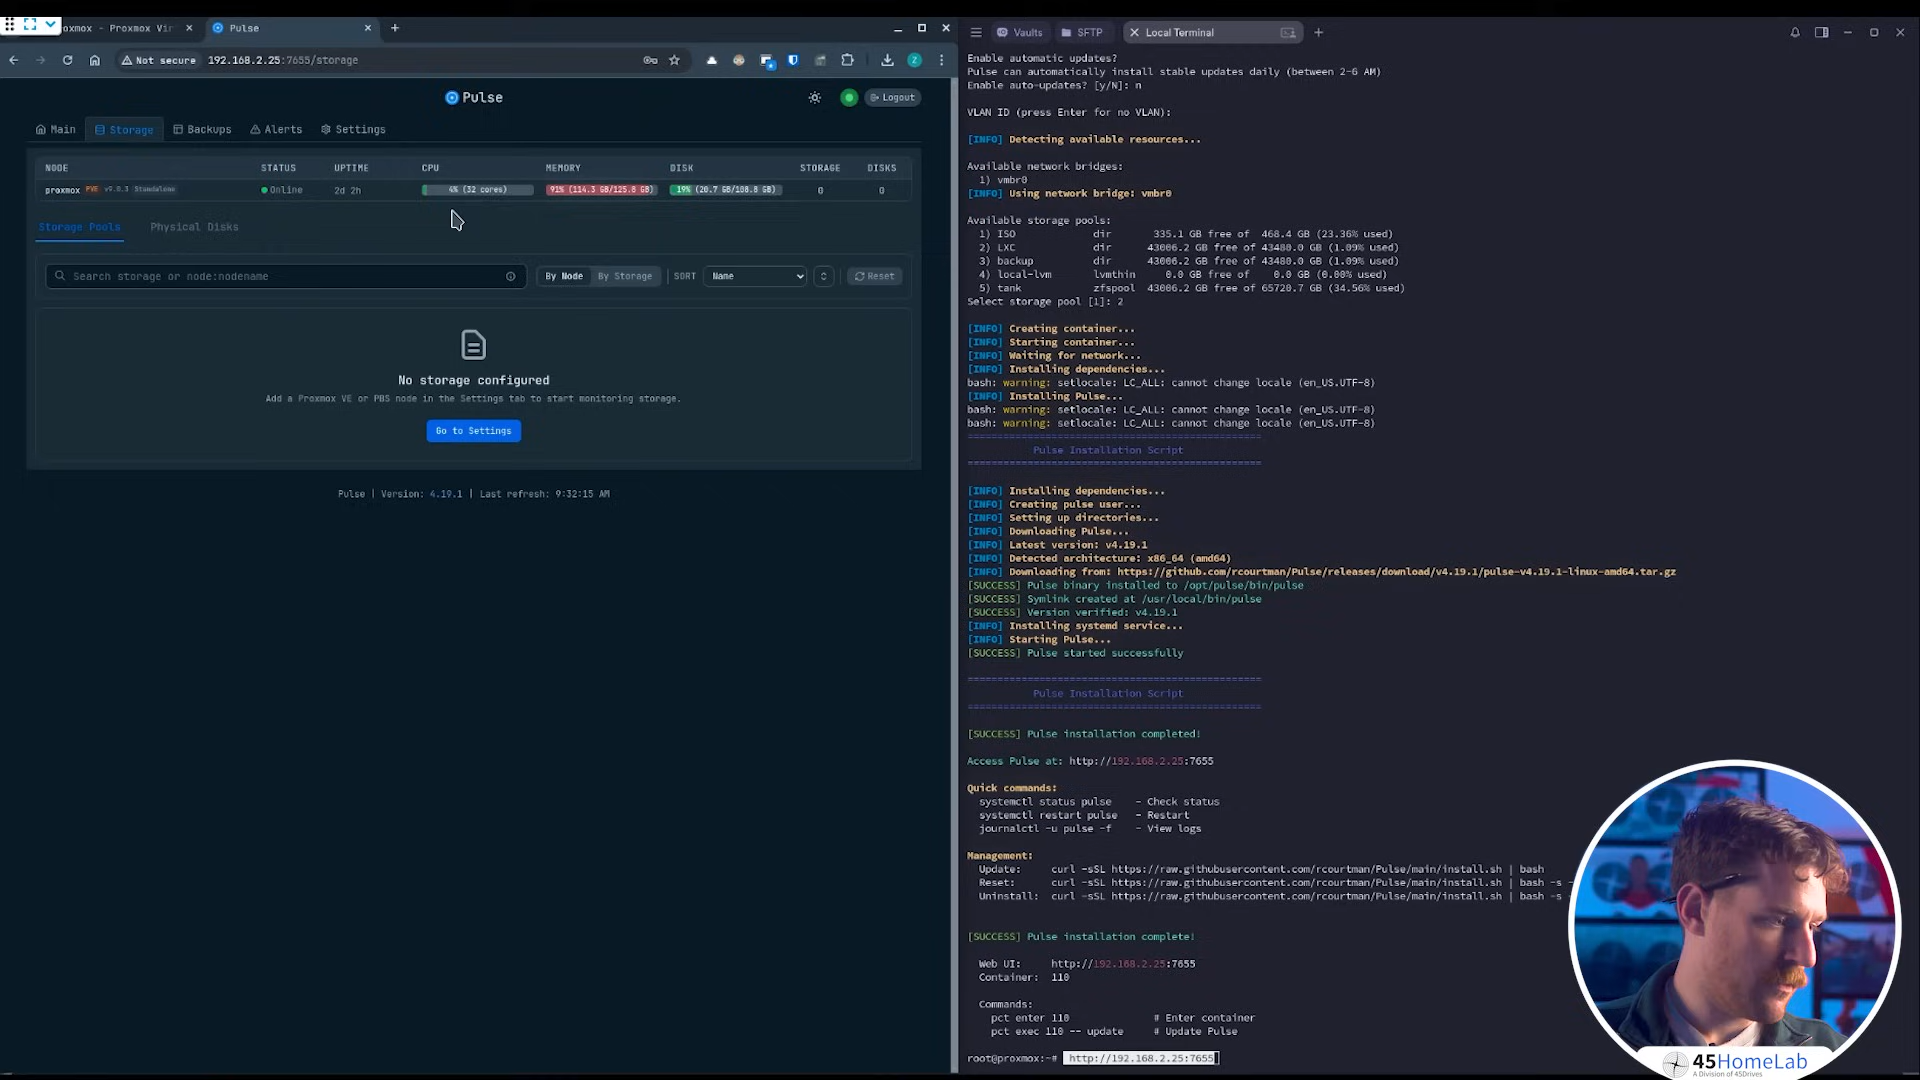 oxmox - Proxmox Vir
Pulse
Not secure
192.168.2.25:7655/storage
Pulse
Logout
Main
Storage
Backups
Alerts
Settings
NODE
STATUS
UPTIME
CPU
MEMORY
DISK
STORAGE
DISKS
proxmox PVE v9.0.3 Standalone
Online
2d 2h
4% (32 cores)
91% (114.3 GB/125.8 GB)
19% (20.7 GB/108.8 GB)
0
0
Storage Pools
Physical Disks
Search storage or node:nodename
By Node
By Storage
SORT
Name
Reset
No storage configured
Add a Proxmox VE or PBS node in the Settings tab to start monitoring storage.
Go to Settings
Pulse | Version: 4.19.1 | Last refresh: 9:32:15 AM
Vaults
SFTP
Local Terminal
Enable automatic updates?
Pulse can automatically install stable updates daily (between 2-6 AM)
Enable auto-updates? [y/N]: n
VLAN ID (press Enter for no VLAN):
[INFO] Detecting available resources...
Available network bridges:
1) vmbr0
[INFO] Using network bridge: vmbr0
Available storage pools:
1) ISO dir 335.1 GB free of 468.4 GB (23.36% used)
2) LXC dir 43006.2 GB free of 43480.0 GB (1.09% used)
3) backup dir 43006.2 GB free of 43480.0 GB (1.09% used)
4) local-lvm lvmthin 0.0 GB free of 0.0 GB (0.00% used)
5) tank zfspool 43006.2 GB free of 65720.7 GB (34.56% used)
Select storage pool [1]: 2
[INFO] Creating container...
[INFO] Starting container...
[INFO] Waiting for network...
[INFO] Installing dependencies...
bash: warning: setlocale: LC_ALL: cannot change locale (en_US.UTF-8)
[INFO] Installing Pulse...
bash: warning: setlocale: LC_ALL: cannot change locale (en_US.UTF-8)
bash: warning: setlocale: LC_ALL: cannot change locale (en_US.UTF-8)
Pulse Installation Script
[INFO] Installing dependencies...
[INFO] Creating pulse user...
[INFO] Setting up directories...
[INFO] Downloading Pulse...
[INFO] Latest version: v4.19.1
[INFO] Detected architecture: x86_64 (amd64)
[INFO] Downloading from: https://github.com/rcourtman/Pulse/releases/download/v4.19.1/pulse-v4.19.1-linux-amd64.tar.gz
[SUCCESS] Pulse binary installed to /opt/pulse/bin/pulse
[SUCCESS] Symlink created at /usr/local/bin/pulse
[SUCCESS] Version verified: v4.19.1
[INFO] Installing systemd service...
[INFO] Starting Pulse...
[SUCCESS] Pulse started successfully
Pulse Installation Script
[SUCCESS] Pulse installation completed!
Access Pulse at: http://192.168.2.25:7655
Quick commands:
systemctl status pulse - Check status
systemctl restart pulse - Restart
journalctl -u pulse -f - View logs
Management:
Update: curl -sSL https://raw.githubusercontent.com/rcourtman/Pulse/main/install.sh | bash
Reset: curl -sSL https://raw.githubusercontent.com/rcourtman/Pulse/main/install.sh | bash -s -
Uninstall: curl -sSL https://raw.githubusercontent.com/rcourtman/Pulse/main/install.sh | bash -s
[SUCCESS] Pulse installation complete!
Web UI: http://192.168.2.25:7655
Container: 110
Commands:
pct enter 110 # Enter container
pct exec 110 -- update # Update Pulse
root@proxmox:~# http://192.168.2.25:7655
45HomeLab
A Division of 45Drives